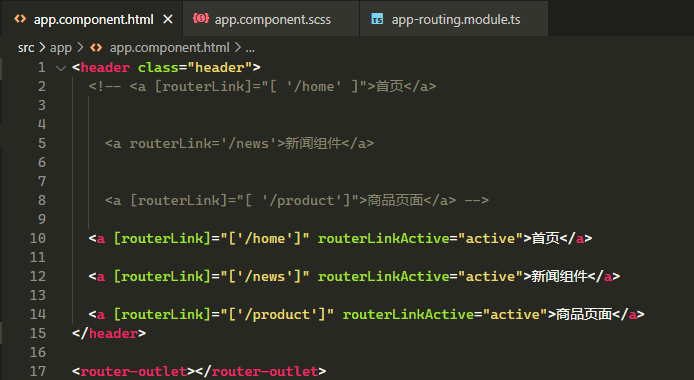 app.component.html
app.component.scss
app-routing.module.ts
src > app > app.component.html > ...
1 <header class="header">
2 <!-- <a [routerLink]="[ '/home' ]">首页</a>
3
4
5 <a routerLink='/news'>新闻组件</a>
6
7
8 <a [routerLink]="[ '/product']">商品页面</a> -->
9
10 <a [routerLink]="['/home']" routerLinkActive="active">首页</a>
11
12 <a [routerLink]="['/news']" routerLinkActive="active">新闻组件</a>
13
14 <a [routerLink]="['/product']" routerLinkActive="active">商品页面</a>
15 </header>
16
17 <router-outlet></router-outlet>